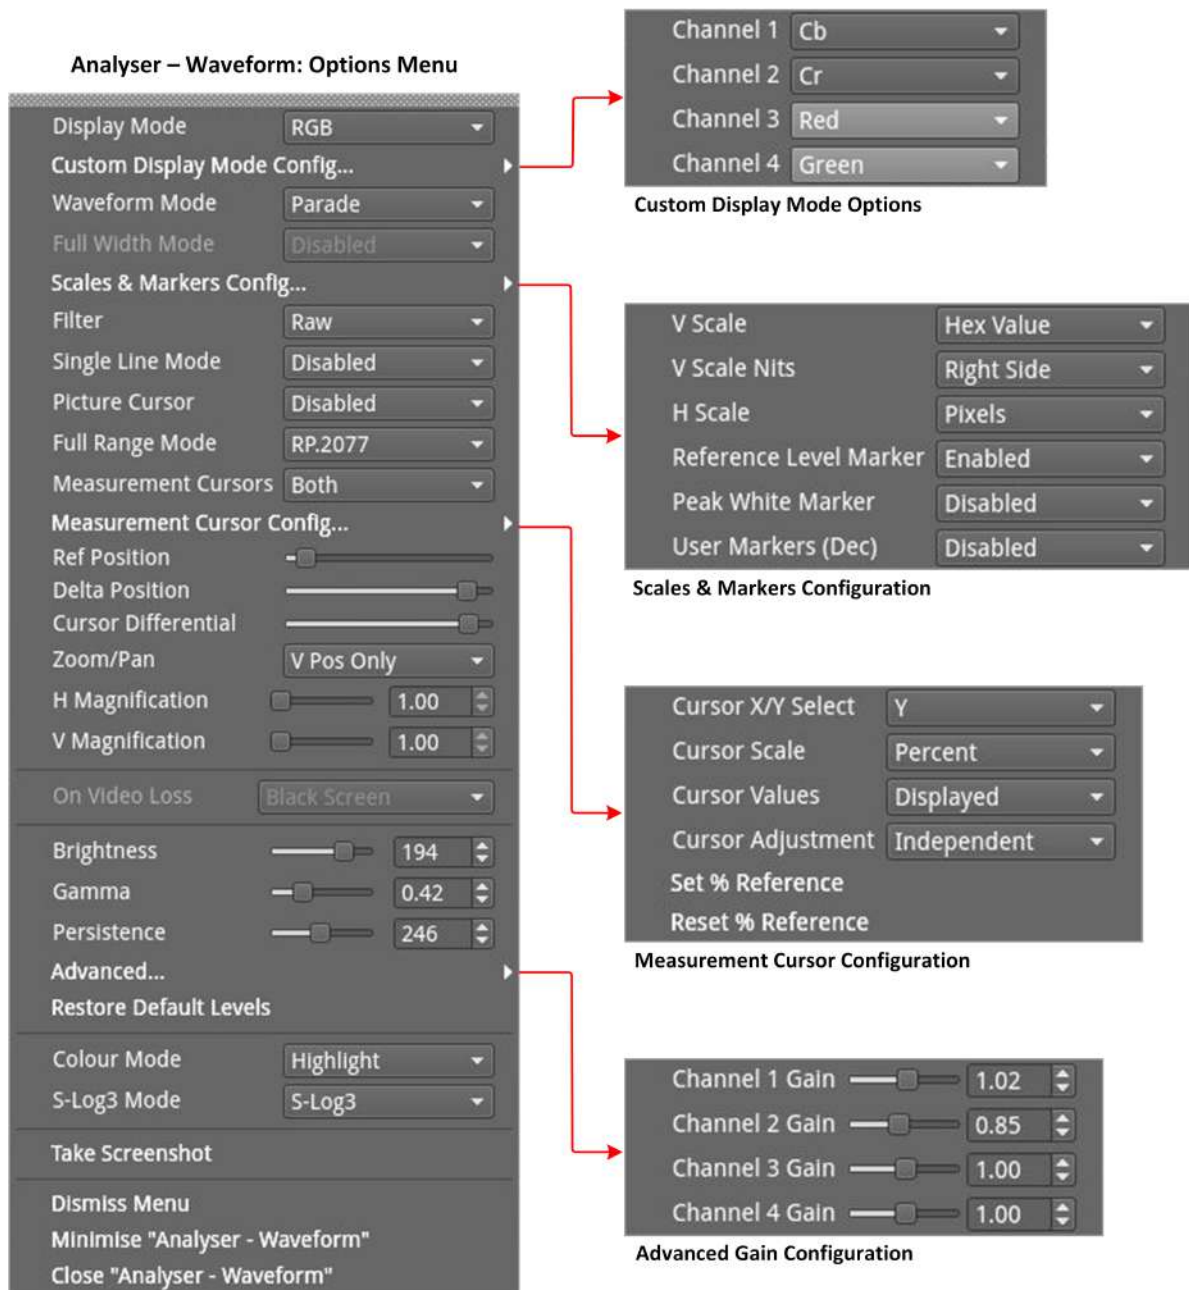 Analyser – Waveform: Options Menu
Display Mode RGB
Custom Display Mode Config...
Waveform Mode Parade
Full Width Mode Disabled
Scales & Markers Config...
Filter Raw
Single Line Mode Disabled
Picture Cursor Disabled
Full Range Mode RP.2077
Measurement Cursors Both
Measurement Cursor Config...
Ref Position
Delta Position
Cursor Differential
Zoom/Pan V Pos Only
H Magnification 1.00
V Magnification 1.00
On Video Loss Black Screen
Brightness 194
Gamma 0.42
Persistence 246
Advanced...
Restore Default Levels
Colour Mode Highlight
S-Log3 Mode S-Log3
Take Screenshot
Dismiss Menu
Minimise "Analyser - Waveform"
Close "Analyser - Waveform"
Channel 1 Cb
Channel 2 Cr
Channel 3 Red
Channel 4 Green
Custom Display Mode Options
V Scale Hex Value
V Scale Nits Right Side
H Scale Pixels
Reference Level Marker Enabled
Peak White Marker Disabled
User Markers (Dec) Disabled
Scales & Markers Configuration
Cursor X/Y Select Y
Cursor Scale Percent
Cursor Values Displayed
Cursor Adjustment Independent
Set % Reference
Reset % Reference
Measurement Cursor Configuration
Channel 1 Gain 1.02
Channel 2 Gain 0.85
Channel 3 Gain 1.00
Channel 4 Gain 1.00
Advanced Gain Configuration